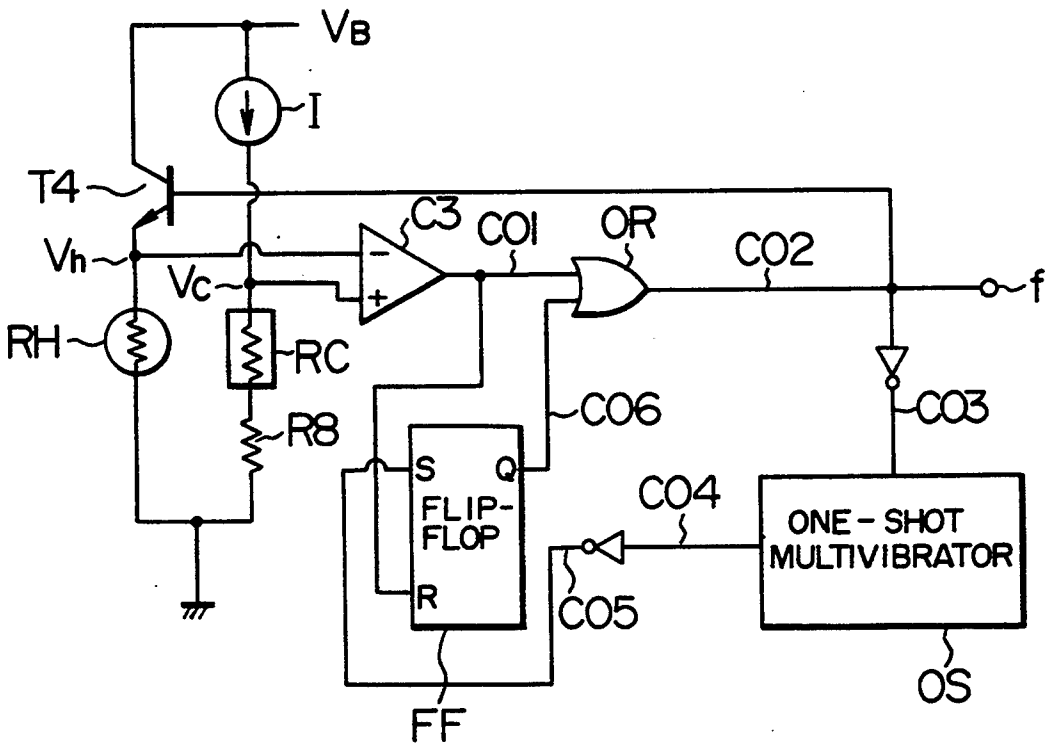 VB
I
T4
C3
CO1
OR
CO2
Vh
VC
f
−
+
RH
RC
R8
CO6
CO3
S
Q
FLIP-
FLOP
R
CO4
ONE-SHOT
MULTIVIBRATOR
CO5
OS
FF